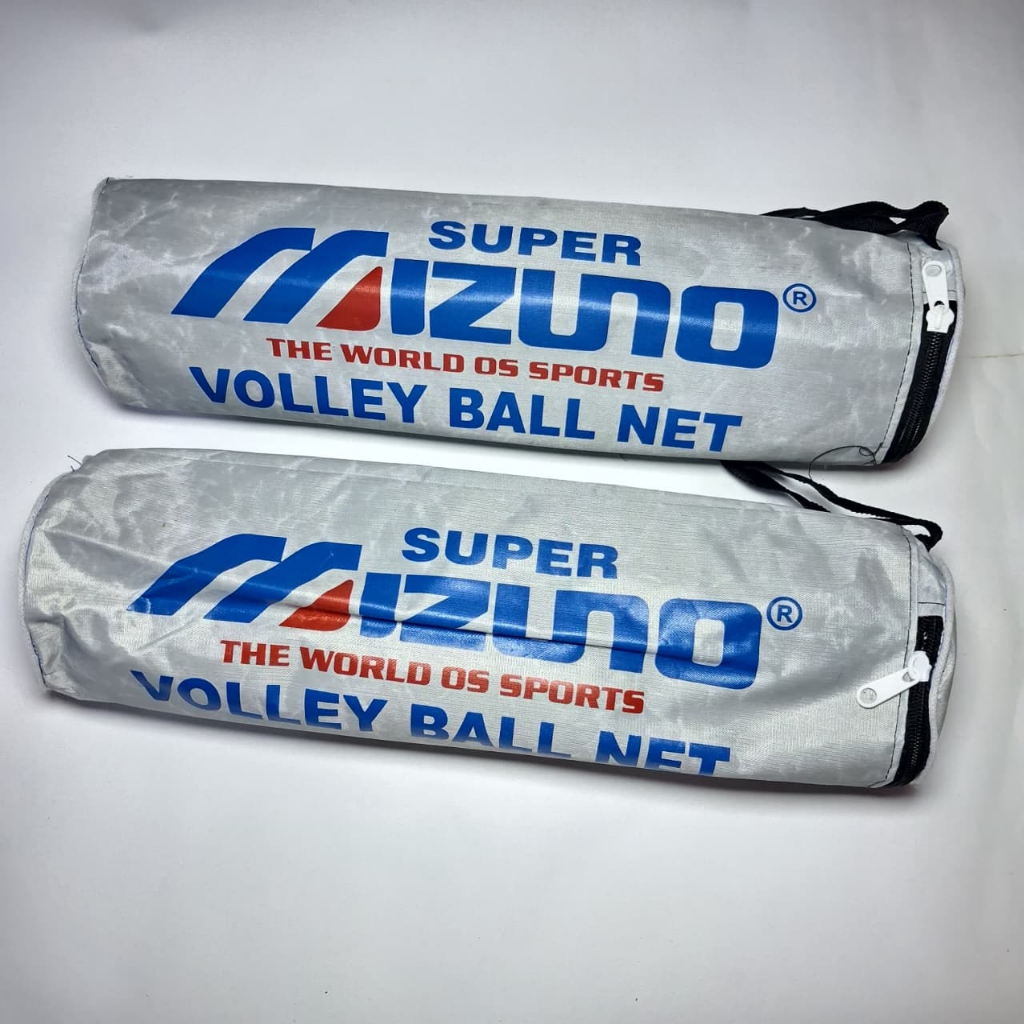 SUPER
MIZUNO®
THE WORLD OS SPORTS
VOLLEY BALL NET
SUPER
MIZUNO®
THE WORLD OS SPORTS
VOLLEY BALL NET